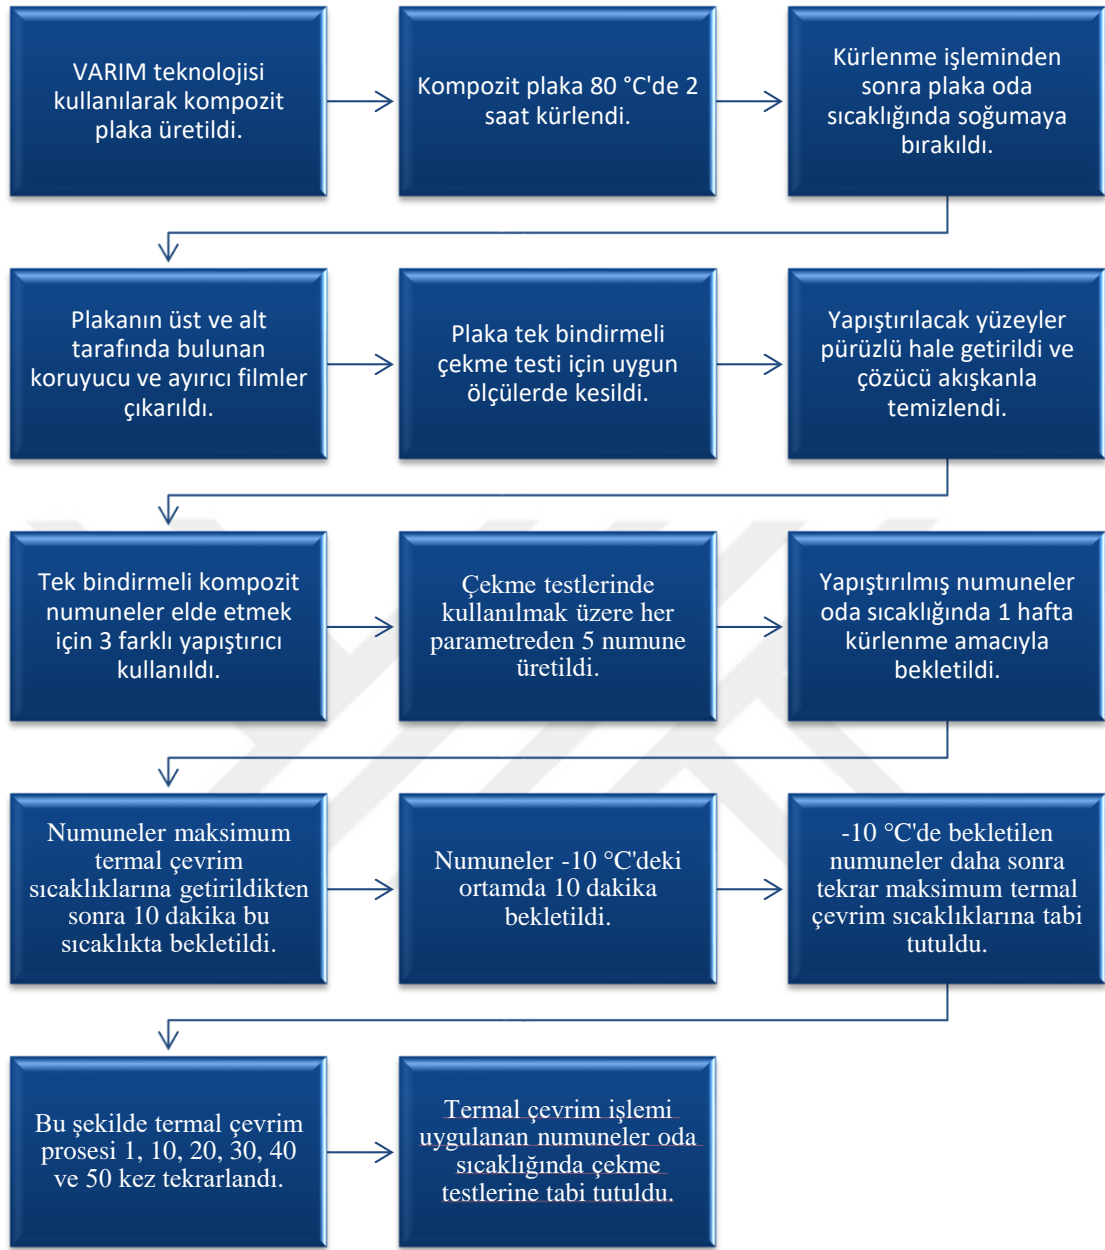 VARIM teknolojisi
kullanılarak kompozit
plaka üretildi.
Kompozit plaka 80 °C'de 2
saat kürlendi.
Kürlenme işleminden
sonra plaka oda
sıcaklığında soğumaya
bırakıldı.
Plakanın üst ve alt
tarafında bulunan
koruyucu ve ayırıcı filmler
çıkarıldı.
Plaka tek bindirmeli
çekme testi için uygun
ölçülerde kesildi.
Yapıştırılacak yüzeyler
pürüzlü hale getirildi ve
çözücü akışkanla
temizlendi.
Tek bindirmeli kompozit
numuneler elde etmek
için 3 farklı yapıştırıcı
kullanıldı.
Çekme testlerinde
kullanılmak üzere her
parametreden 5 numune
üretildi.
Yapıştırılmış numuneler
oda sıcaklığında 1 hafta
kürlenme amacıyla
bekletildi.
Numuneler maksimum
termal çevrim
sıcaklıklarına getirildikten
sonra 10 dakika bu
sıcaklıkta bekletildi.
Numuneler -10 °C'deki
ortamda 10 dakika
bekletildi.
-10 °C'de bekletilen
numuneler daha sonra
tekrar maksimum termal
çevrim sıcaklıklarına tabi
tutuldu.
Bu şekilde termal çevrim
prosesi 1, 10, 20, 30, 40
ve 50 kez tekrarlandı.
Termal çevrim işlemi
uygulanan numuneler oda
sıcaklığında çekme
testlerine tabi tutuldu.